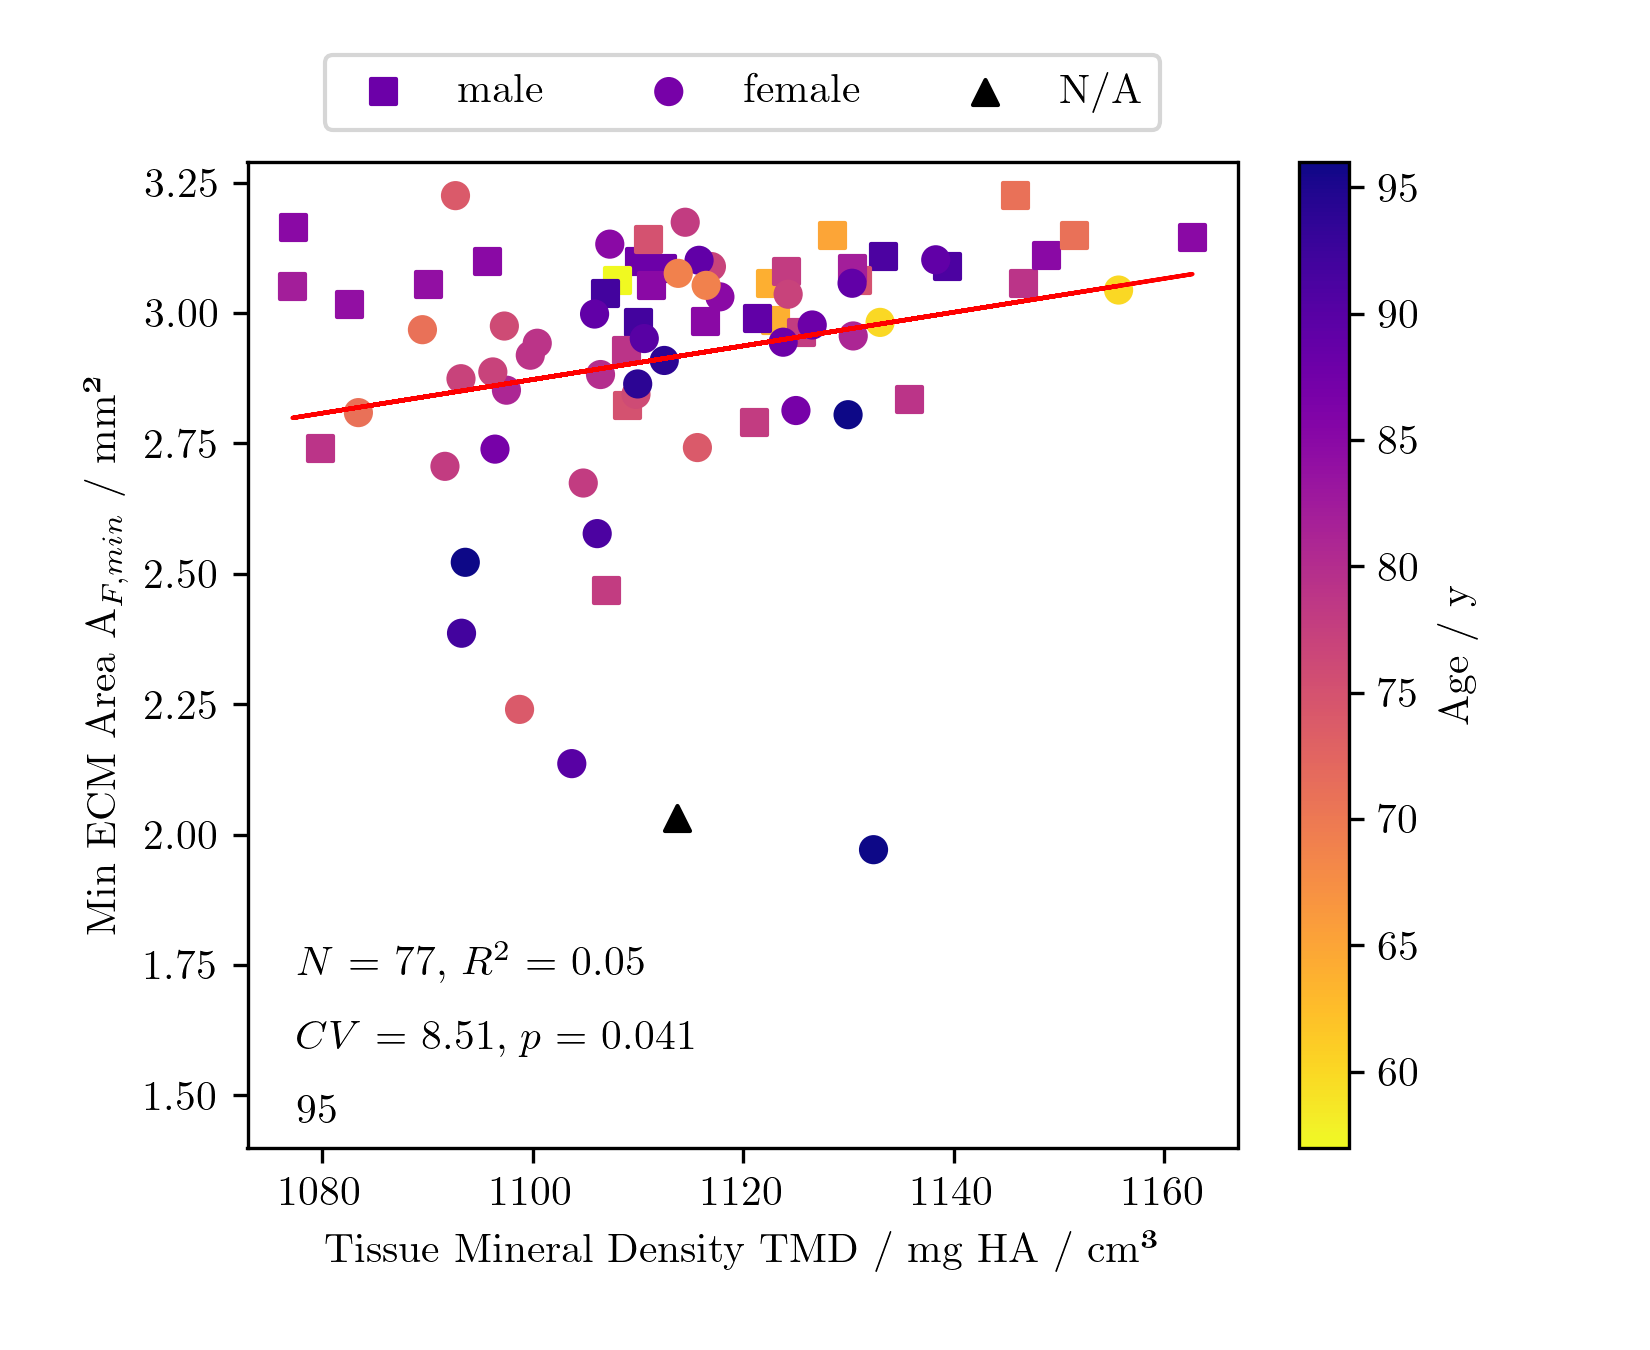 male female N/A
3.25
3.00
2.75
2.50
2.25
2.00
1.75
1.50
Min ECM Area A_{F,min} / mm²
N = 77, R² = 0.05
CV = 8.51, p = 0.041
95
1080 1100 1120 1140 1160
Tissue Mineral Density TMD / mg HA / cm³
95
90
85
80
75
70
65
60
Age / y